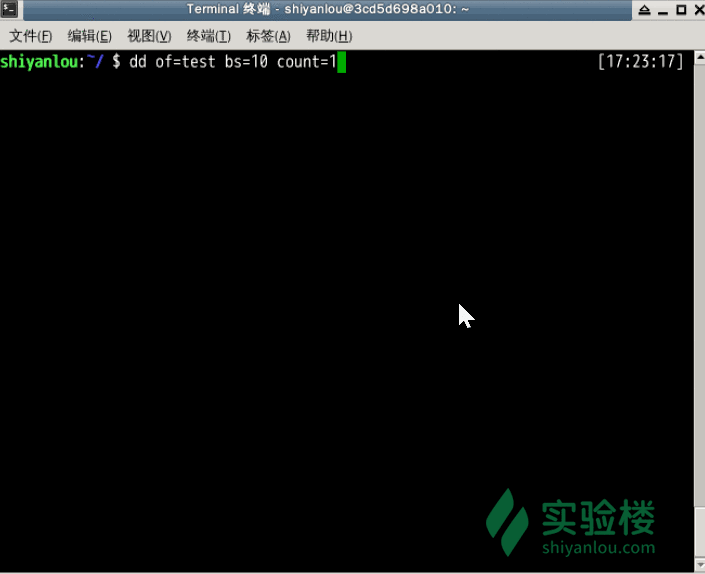 Terminal 终端 - shiyanlou@3cd5d698a010: ~
文件(F) 编辑(E) 视图(V) 终端(T) 标签(A) 帮助(H)
shiyanlou:~/ $ dd of=test bs=10 count=1 [17:23:17]
实验楼
shiyanlou.com